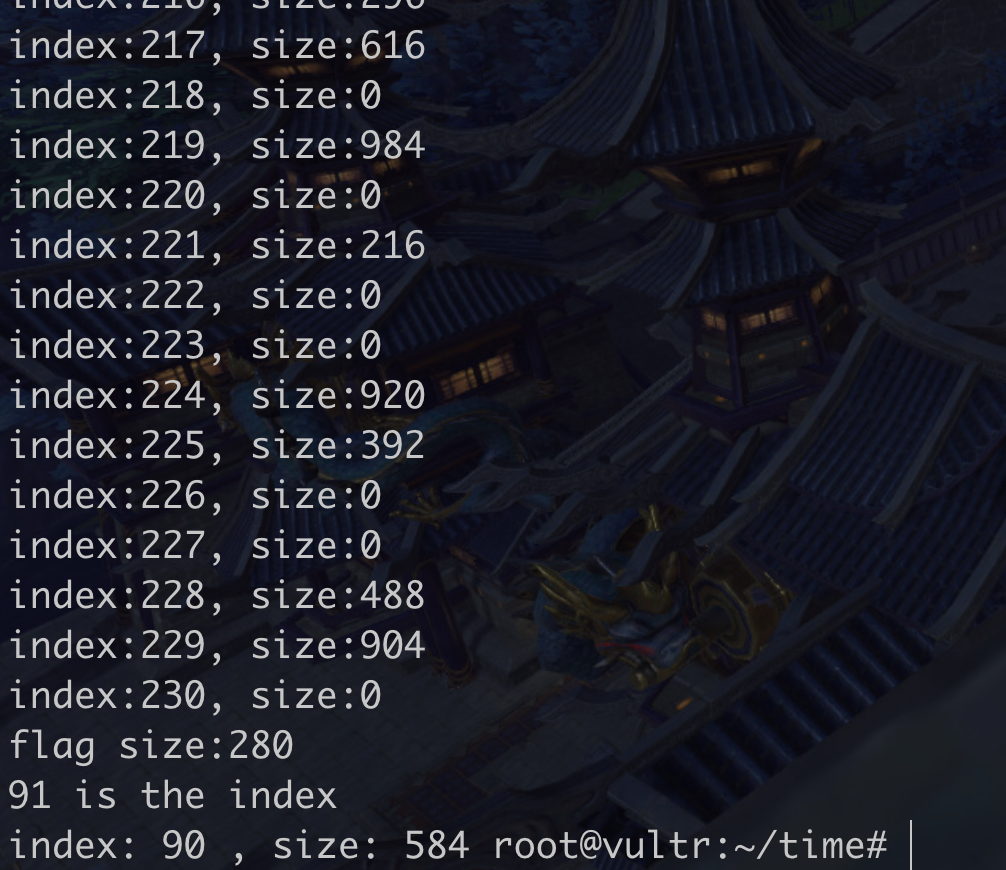 index:216, size:296
index:217, size:616
index:218, size:0
index:219, size:984
index:220, size:0
index:221, size:216
index:222, size:0
index:223, size:0
index:224, size:920
index:225, size:392
index:226, size:0
index:227, size:0
index:228, size:488
index:229, size:904
index:230, size:0
flag size:280
91 is the index
index: 90 , size: 584 root@vultr:~/time#